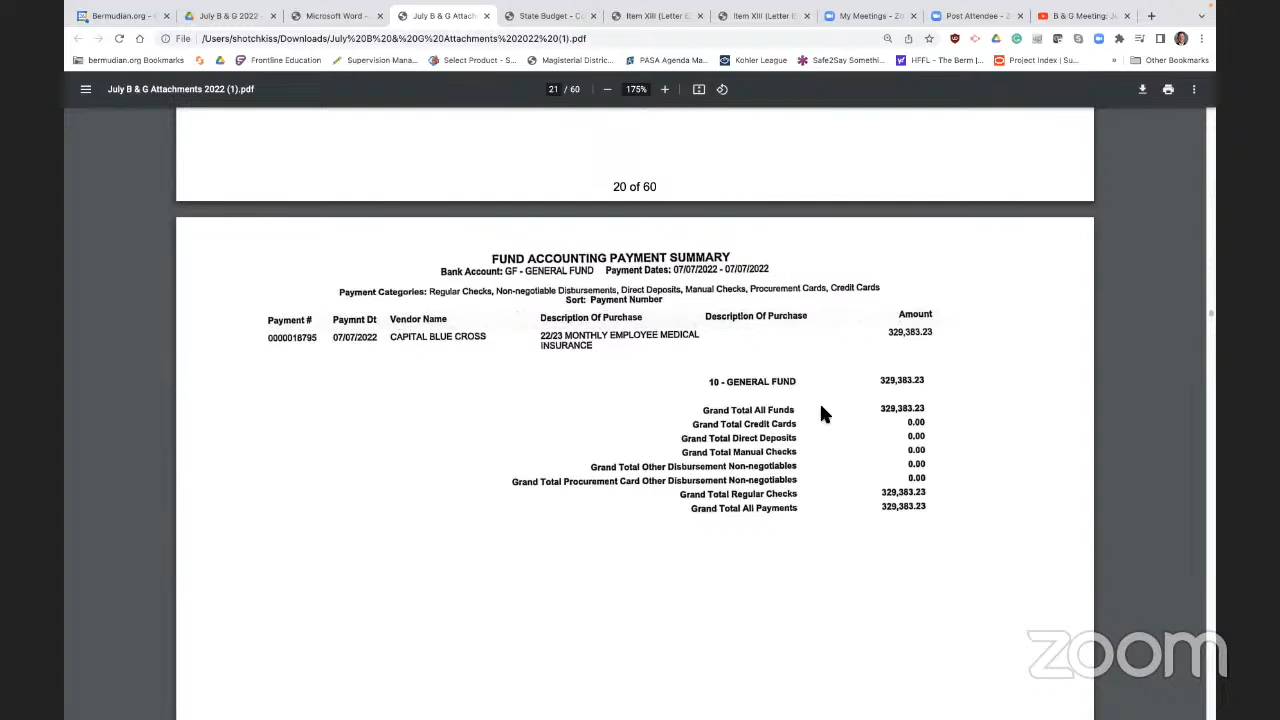 Bermudian.org -
July B & G 2022
Microsoft Word -
July B & G Attach
State Budget - C
Item XIII (Letter E
Item XIII (Letter E
My Meetings - Zo
Post Attendee - Z
B & G Meeting: Ju
File /Users/shotchkiss/Downloads/July%20B%20&%20G%20Attachments%202022%20(1).pdf
bermudian.org Bookmarks
Frontline Education
Supervision Mana...
Select Product - S...
Magisterial Distric...
PASA Agenda Ma...
Kohler League
Safe2Say Somethi...
HFFL - The Berm |...
Project Index | Su...
»
Other Bookmarks
July B & G Attachments 2022 (1).pdf
21 / 60
175%
20 of 60
FUND ACCOUNTING PAYMENT SUMMARY
Bank Account: GF - GENERAL FUND Payment Dates: 07/07/2022 - 07/07/2022
Payment Categories: Regular Checks, Non-negotiable Disbursements, Direct Deposits, Manual Checks, Procurement Cards, Credit Cards
Sort: Payment Number
Payment # Paymnt Dt Vendor Name Description Of Purchase Description Of Purchase Amount
0000018795 07/07/2022 CAPITAL BLUE CROSS 22/23 MONTHLY EMPLOYEE MEDICAL 329,383.23
INSURANCE
10 - GENERAL FUND 329,383.23
Grand Total All Funds 329,383.23
Grand Total Credit Cards 0.00
Grand Total Direct Deposits 0.00
Grand Total Manual Checks 0.00
Grand Total Other Disbursement Non-negotiables 0.00
Grand Total Procurement Card Other Disbursement Non-negotiables 0.00
Grand Total Regular Checks 329,383.23
Grand Total All Payments 329,383.23
zoom